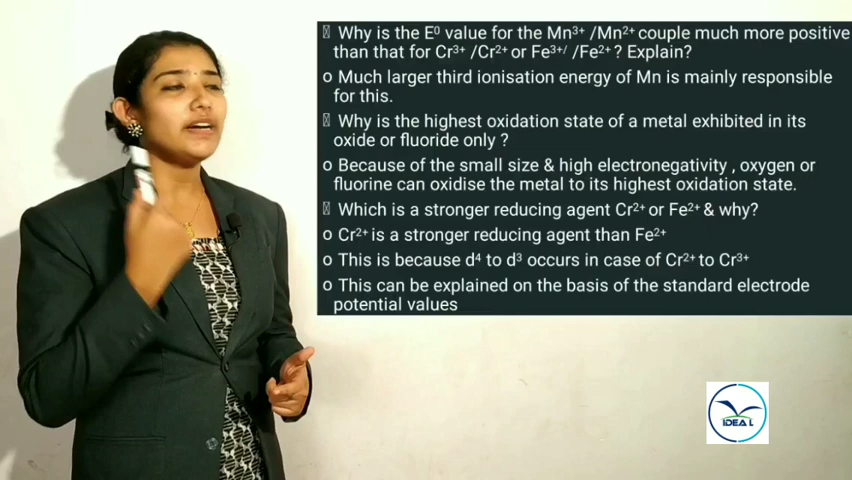 ▯ Why is the E⁰ value for the Mn³⁺ /Mn²⁺ couple much more positive
than that for Cr³⁺ /Cr²⁺ or Fe³⁺/ /Fe²⁺ ? Explain?
o Much larger third ionisation energy of Mn is mainly responsible
for this.
▯ Why is the highest oxidation state of a metal exhibited in its
oxide or fluoride only ?
o Because of the small size & high electronegativity , oxygen or
fluorine can oxidise the metal to its highest oxidation state.
▯ Which is a stronger reducing agent Cr²⁺ or Fe²⁺ & why?
o Cr²⁺ is a stronger reducing agent than Fe²⁺
o This is because d⁴ to d³ occurs in case of Cr²⁺ to Cr³⁺
o This can be explained on the basis of the standard electrode
potential values
IDEAL